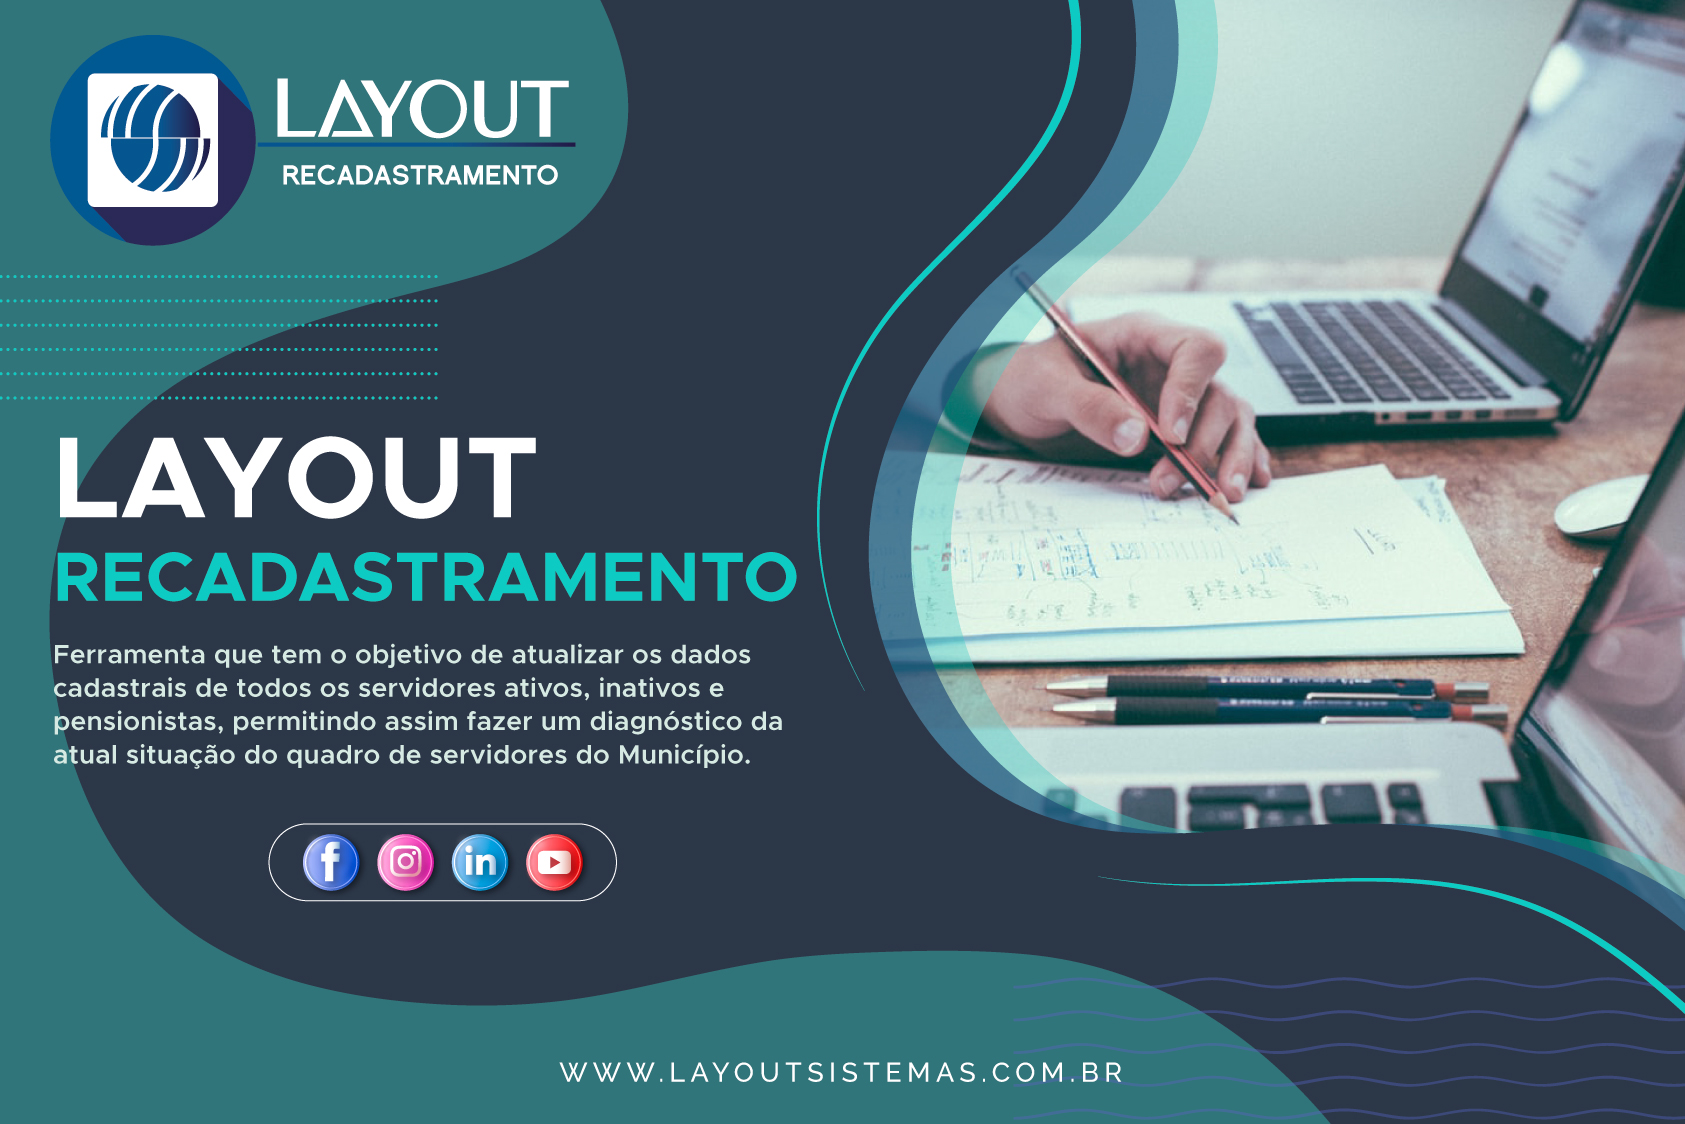 LAYOUT
RECADASTRAMENTO
LAYOUT
RECADASTRAMENTO
Ferramenta que tem o objetivo de atualizar os dados
cadastrais de todos os servidores ativos, inativos e
pensionistas, permitindo assim fazer um diagnóstico da
atual situação do quadro de servidores do Município.
f in
WWW.LAYOUTSISTEMAS.COM.BR